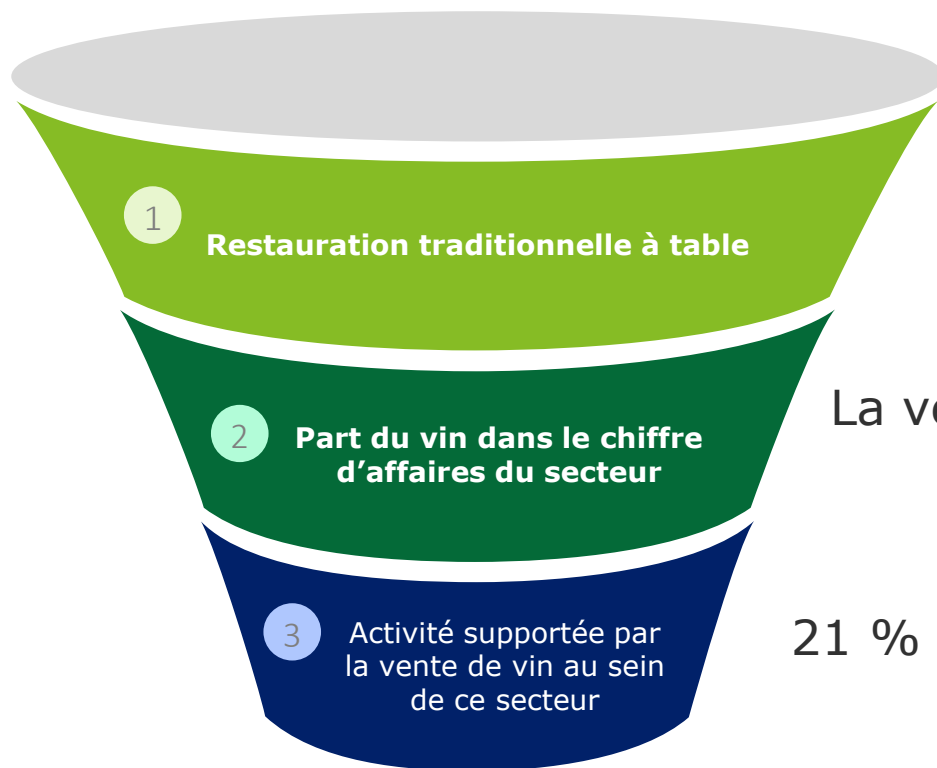 1
Restauration traditionnelle à table
La
2
Part du vin dans le chiffre
d’affaires du secteur
3
Activité supportée par
la vente de vin au sein
de ce secteur
21 %